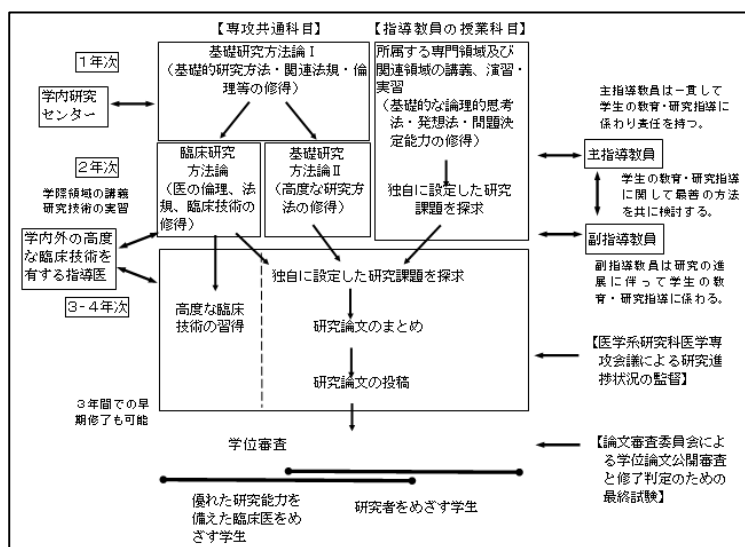 【専攻共通科目】
【指導教員の授業科目】
1年次
基礎研究方法論Ⅰ
(基礎的研究方法・関連法規・倫
理等の修得)
所属する専門領域及び
関連領域の講義、演習・
実習
(基礎的な論理的思考
法・発想法・問題決
定能力の修得)
独自に設定した研究
課題を探求
学内研究
センター
主指導教員は一貫して
学生の教育・研究指導に
係わり責任を持つ。
主指導教員
学生の教育・研究指導
に関して最善の方法
を共に検討する。
副指導教員
副指導教員は研究の進
展に伴って学生の教
育・研究指導に係わる。
2年次
学際領域の講義
研究技術の実習
臨床研究
方法論
(医の倫理、法
規、臨床技術の
修得)
基礎研究
方法論Ⅱ
(高度な研究方
法の修得)
学内外の高度
な臨床技術を
有する指導医
3-4年次
独自に設定した研究課題を探求
高度な臨床
技術の習得
研究論文のまとめ
研究論文の投稿
【医学系研究科医学専
攻会議による研究進
捗状況の監督】
3年間での早
期修了も可能
学位審査
【論文審査委員会によ
る学位論文公開審査
と修了判定のための
最終試験】
優れた研究能力を
備えた臨床医をめ
ざす学生
研究者をめざす学生